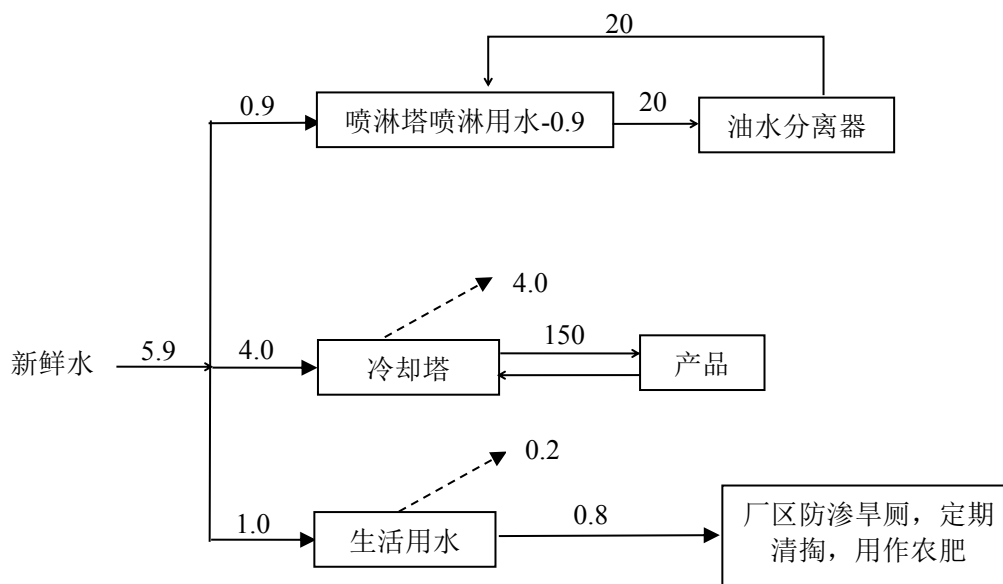 20
0.9
喷淋塔喷淋用水-0.9
20
油水分离器
4.0
新鲜水
5.9
4.0
冷却塔
150
产品
0.2
1.0
生活用水
0.8
厂区防渗旱厕，定期
清掏，用作农肥